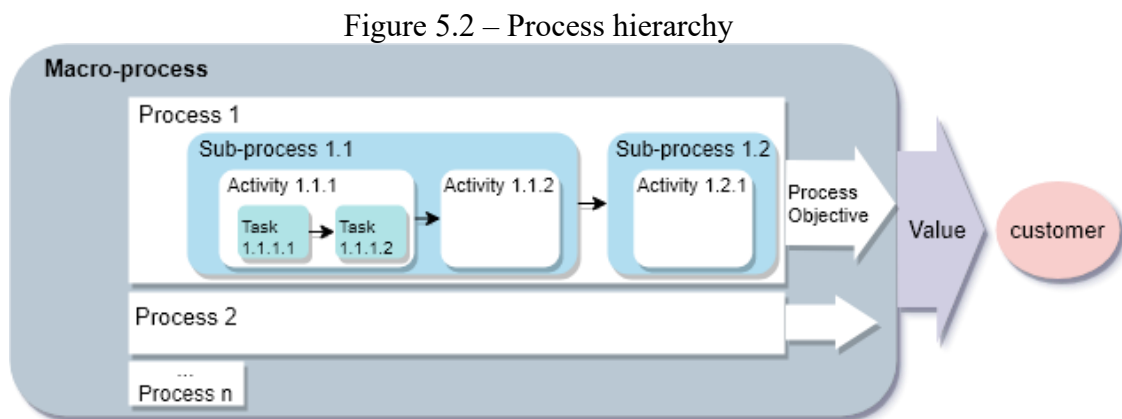 Figure 5.2 – Process hierarchy
Macro-process
Process 1
Sub-process 1.1
Sub-process 1.2
Activity 1.1.1
Activity 1.1.2
Activity 1.2.1
Task
1.1.1.1
Task
1.1.1.2
Process
Objective
Value
customer
Process 2
...
Process n